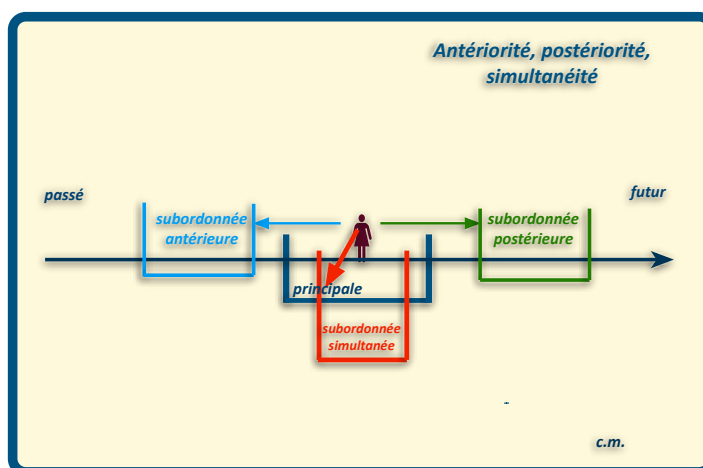 Antériorité, postériorité,
simultanéité
passé
futur
subordonnée
antérieure
subordonnée
postérieure
principale
subordonnée
simultanée
c.m.